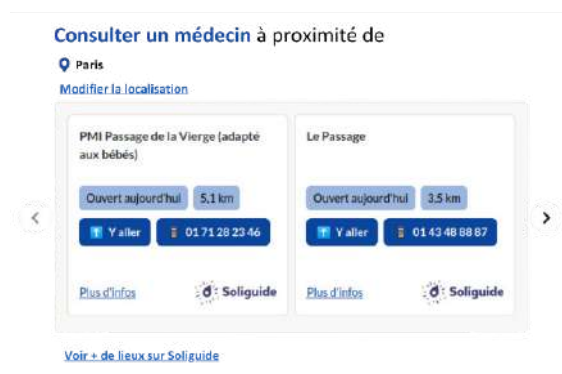 Consulter un médecin à proximité de
Paris
Modifier la localisation
PMI Passage de la Vierge (adapté
aux bébés)
Ouvert aujourd'hui 5,1 km
Y aller 01 71 28 23 46
Plus d'infos Soliguide
Le Passage
Ouvert aujourd'hui 3,5 km
Y aller 01 43 48 88 87
Plus d'infos Soliguide
Voir + de lieux sur Soliguide